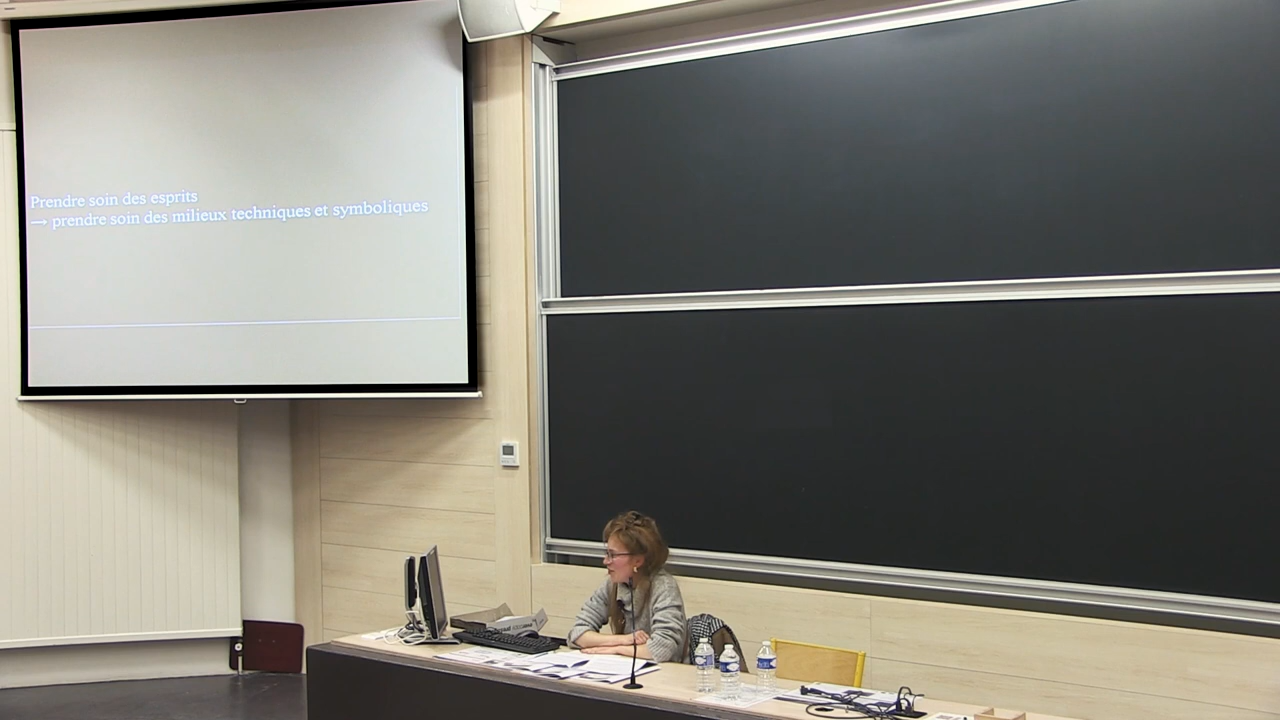 Prendre soin des esprits
→ prendre soin des milieux techniques et symboliques